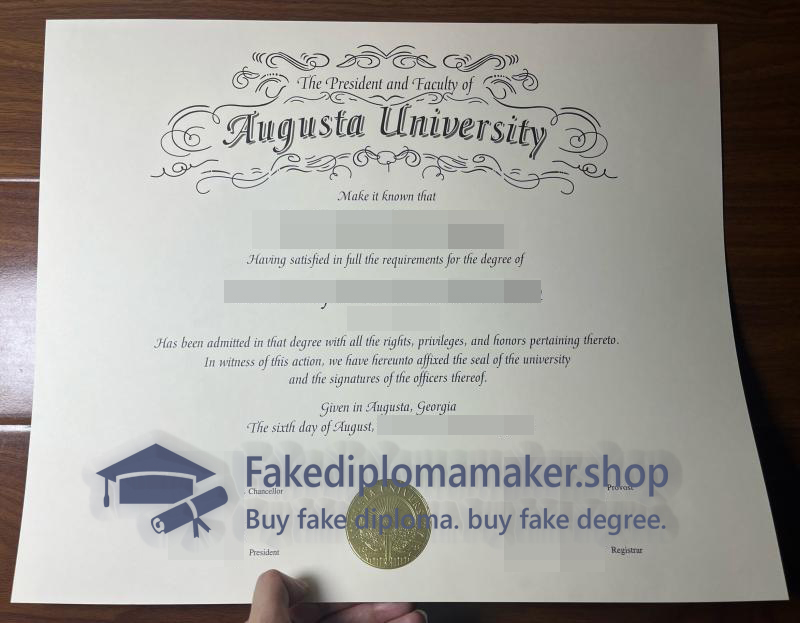 The President and Faculty of
Augusta University
Make it known that
Having satisfied in full the requirements for the degree of
Has been admitted in that degree with all the rights, privileges, and honors pertaining thereto.
In witness of this action, we have hereunto affixed the seal of the university
and the signatures of the officers thereof.
Given in Augusta, Georgia
The sixth day of August,
Fakediplomamaker.shop
Chancellor
Provost
Buy fake diploma. buy fake degree.
President
Registrar